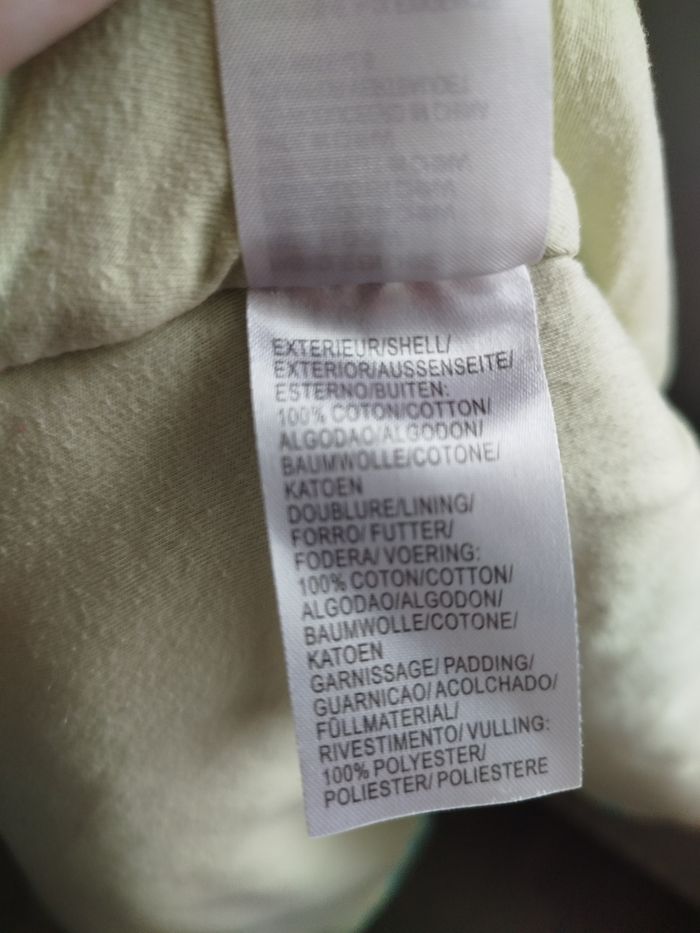 EXTERIEUR/SHELL/
EXTERIOR/AUSSENSEITE/
ESTERNO/BUITEN:
100% COTON/COTTON/
ALGODAO/ALGODON/
BAUMWOLLE/COTONE/
KATOEN
DOUBLURE/LINING/
FORRO/ FUTTER/
FODERA/ VOERING:
100% COTON/COTTON/
ALGODAO/ALGODON/
BAUMWOLLE/COTONE/
KATOEN
GARNISSAGE/ PADDING/
GUARNICAO/ ACOLCHADO/
FÜLLMATERIAL/
RIVESTIMENTO/ VULLING:
100% POLYESTER/
POLIESTER/ POLIESTERE